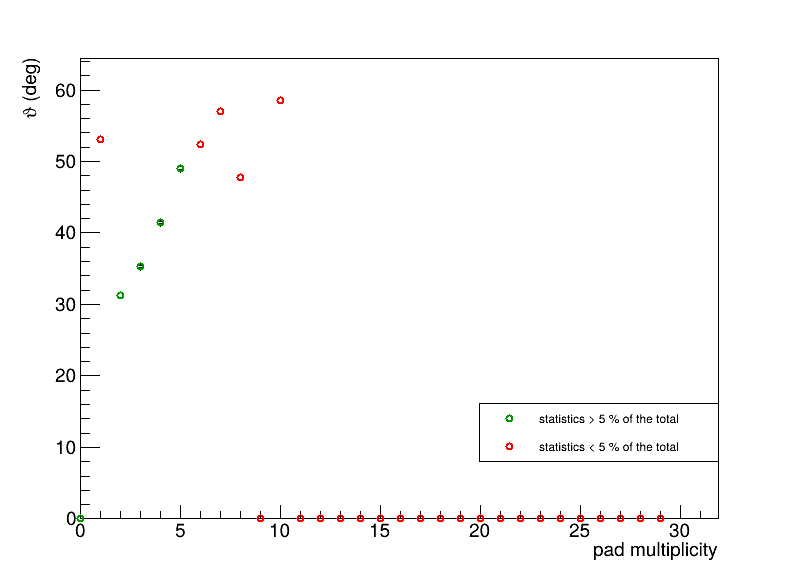 ϑ (deg)
60
50
40
30
20
10
0
statistics > 5 % of the total
statistics < 5 % of the total
0 5 10 15 20 25 30
pad multiplicity